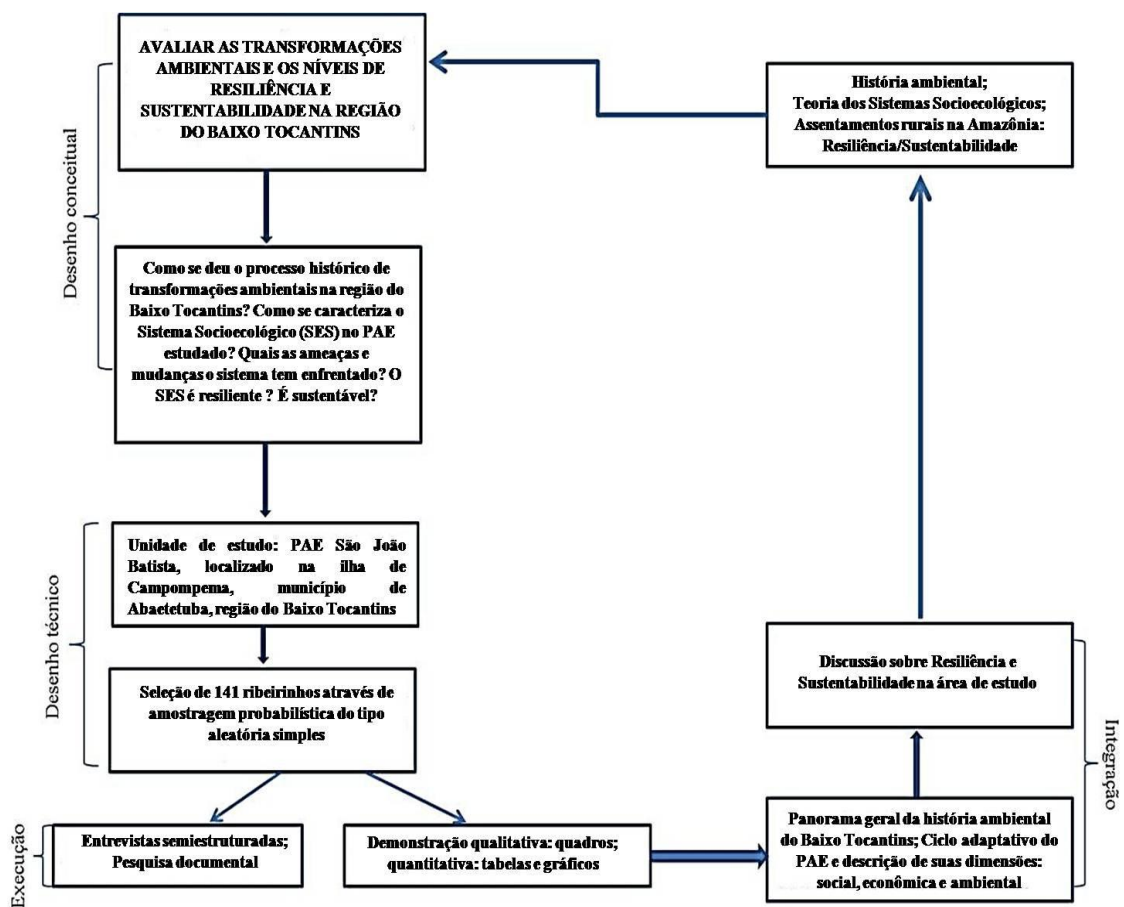 AVALIAR AS TRANSFORMAÇÕES
AMBIENTAIS E OS NÍVEIS DE
RESILIÊNCIA E
SUSTENTABILIDADE NA REGIÃO
DO BAIXO TOCANTINS
Desenho conceitual
Como se deu o processo histórico de
transformações ambientais na região do
Baixo Tocantins? Como se caracteriza o
Sistema Socioecológico (SES) no PAE
estudado? Quais as ameaças e
mudanças o sistema tem enfrentado? O
SES é resiliente ? É sustentável?
Desenho técnico
Unidade de estudo: PAE São João
Batista, localizado na ilha de
Campompema, município de
Abaetetuba, região do Baixo Tocantins
Seleção de 141 ribeirinhos através de
amostragem probabilística do tipo
aleatória simples
Execução
Entrevistas semiestruturadas;
Pesquisa documental
Demonstração qualitativa: quadros;
quantitativa: tabelas e gráficos
Panorama geral da história ambiental
do Baixo Tocantins; Ciclo adaptativo do
PAE e descrição de suas dimensões:
social, econômica e ambiental
Integração
Discussão sobre Resiliência e
Sustentabilidade na área de estudo
História ambiental;
Teoria dos Sistemas Socioecológicos;
Assentamentos rurais na Amazônia:
Resiliência/Sustentabilidade